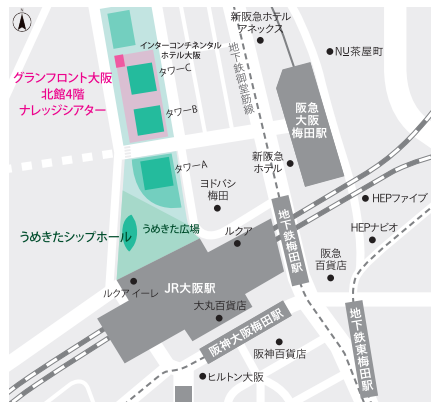 新阪急ホテル
アネックス
NU茶屋町
インターコンチネンタル
ホテル大阪
タワーC
地下鉄御堂筋線
グランフロント大阪
北館4階
ナレッジシアター
タワーB
阪急
大阪
梅田駅
タワーA
新阪急
ホテル
ヨドバシ
梅田
HEPファイブ
うめきた広場
うめきたシップホール
ルクア
地下鉄梅田駅
HEPナビオ
阪急
百貨店
JR大阪駅
ルクア イーレ
大丸百貨店
阪神大阪梅田駅
地下鉄東梅田駅
阪神百貨店
ヒルトン大阪